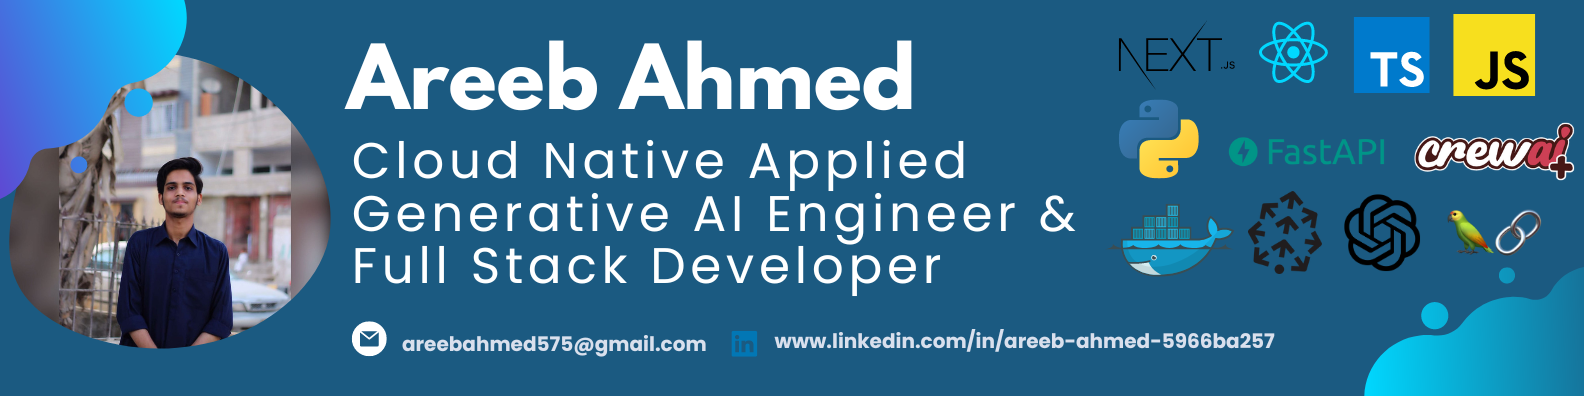 Areeb Ahmed
Cloud Native Applied
Generative AI Engineer &
Full Stack Developer
areebahmed575@gmail.com
in
www.linkedin.com/in/areeb-ahmed-5966ba257
NEXT.JS
TS
JS
FastAPI
crewai+